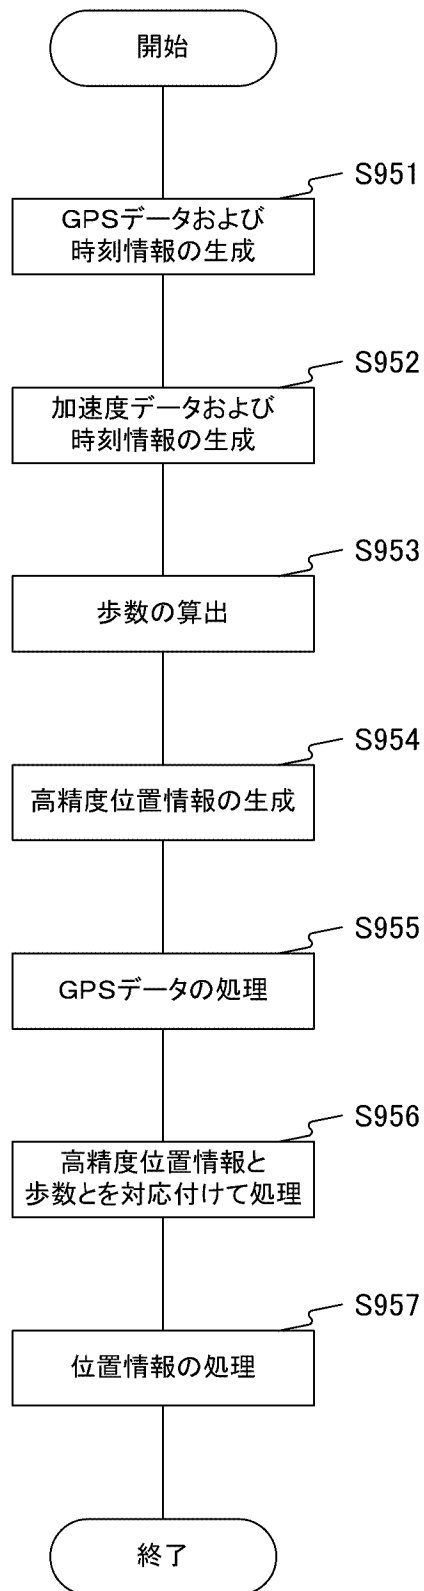 開始
S951
GPSデータおよび
時刻情報の生成
S952
加速度データおよび
時刻情報の生成
S953
歩数の算出
S954
高精度位置情報の生成
S955
GPSデータの処理
S956
高精度位置情報と
歩数とを対応付けて処理
S957
位置情報の処理
終了